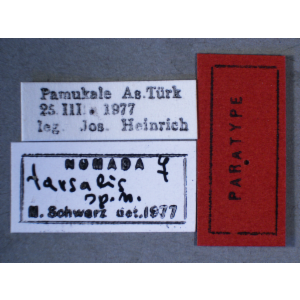 Pamukale As.Türk
25.III. 1977
leg. Jos. Heinrich
NOMADA ♀
tarsalis
sp.n.
M. Schwarz det.1977
PARATYPE